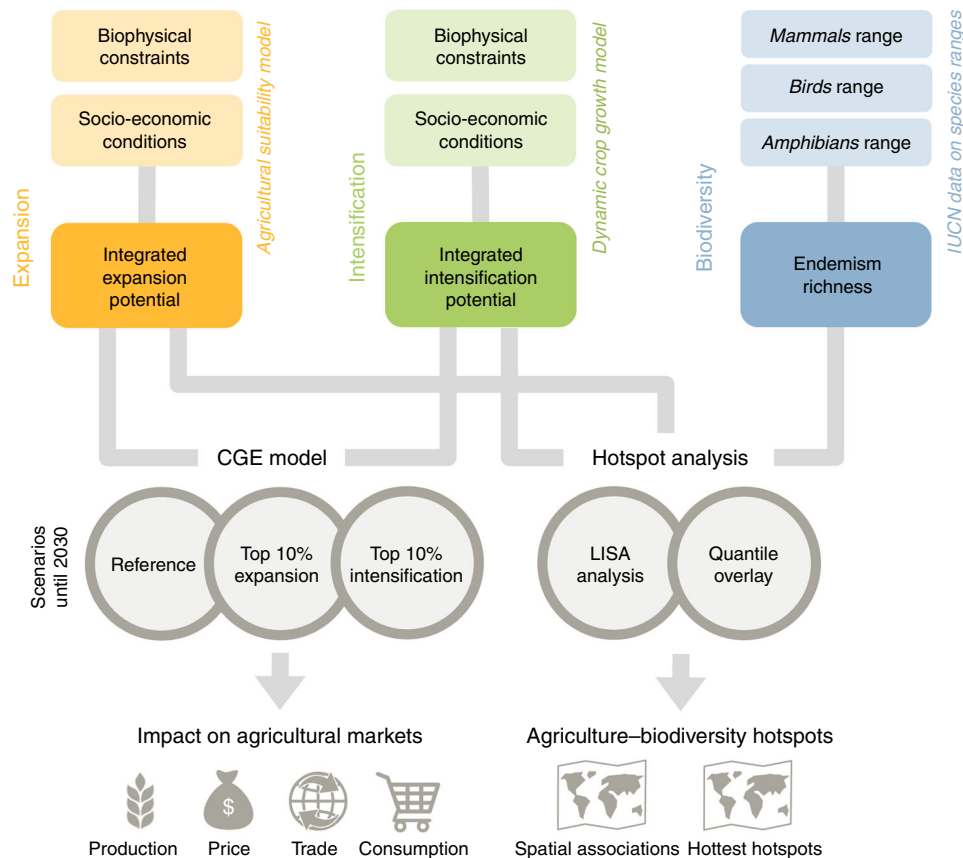 Biophysical
constraints
Socio-economic
conditions
Expansion
Agricultural suitability model
Integrated
expansion
potential
Biophysical
constraints
Socio-economic
conditions
Intensification
Dynamic crop growth model
Integrated
intensification
potential
Mammals range
Birds range
Amphibians range
Biodiversity
IUCN data on species ranges
Endemism
richness
CGE model
Hotspot analysis
Scenarios
until 2030
Reference
Top 10%
expansion
Top 10%
intensification
LISA
analysis
Quantile
overlay
Impact on agricultural markets
Agriculture–biodiversity hotspots
$
Production
Price
Trade
Consumption
Spatial associations
Hottest hotspots